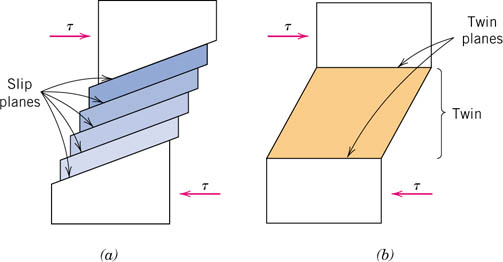 τ
Slip
planes
τ
(a)
τ
Twin
planes
Twin
τ
(b)